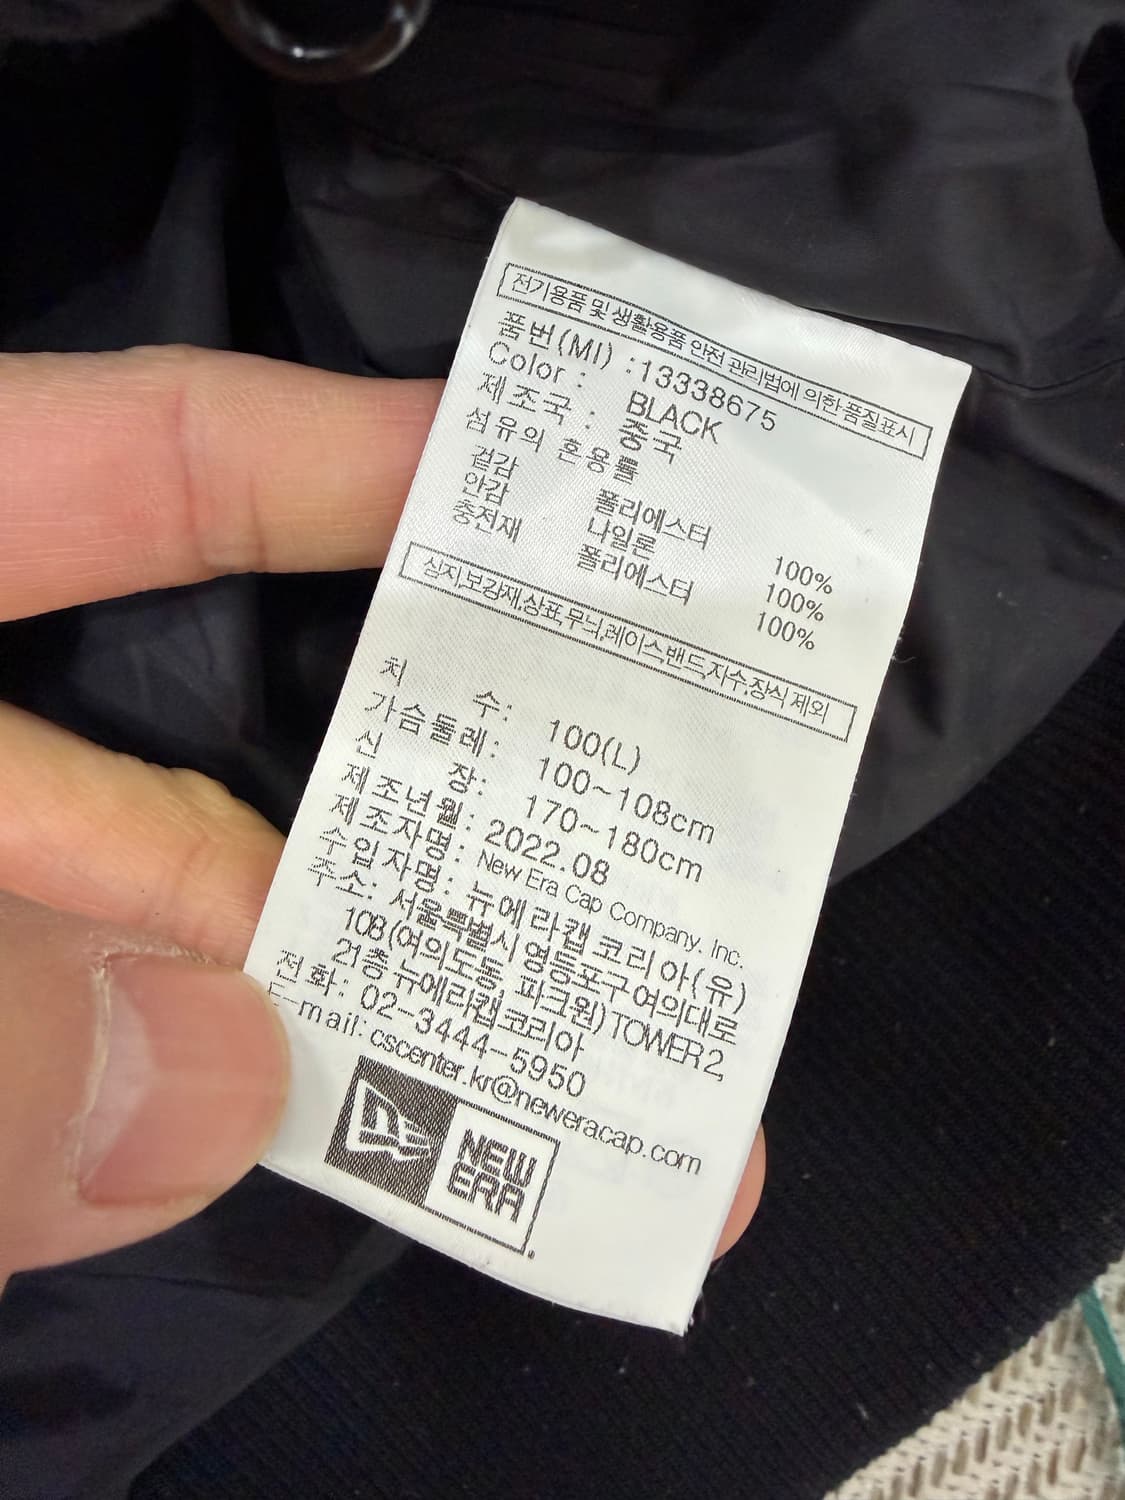 전기용품 및 생활용품 안전 관리법에 의한 품질표시
품번(MI) : 13338675
Color : BLACK
제조국 : 중국
섬유의 혼용률
겉감 폴리에스터 100%
안감 나일론 100%
충전재 폴리에스터 100%
심지,보강재,상표,무늬,레이스,밴드,자수,장식 제외
치 수: 100(L)
가슴둘레: 100~108cm
신 장: 170~180cm
제조년월: 2022.08
제조자명: New Era Cap Company. Inc.
수입자명: 뉴에라캡 코리아(유)
주소: 서울특별시 영등포구 여의대로
108(여의도동, 파크원) TOWER 2,
21층 뉴에라캡코리아
전화: 02-3444-5950
E-mail: cscenter.kr@neweracap.com
NEW
ERA